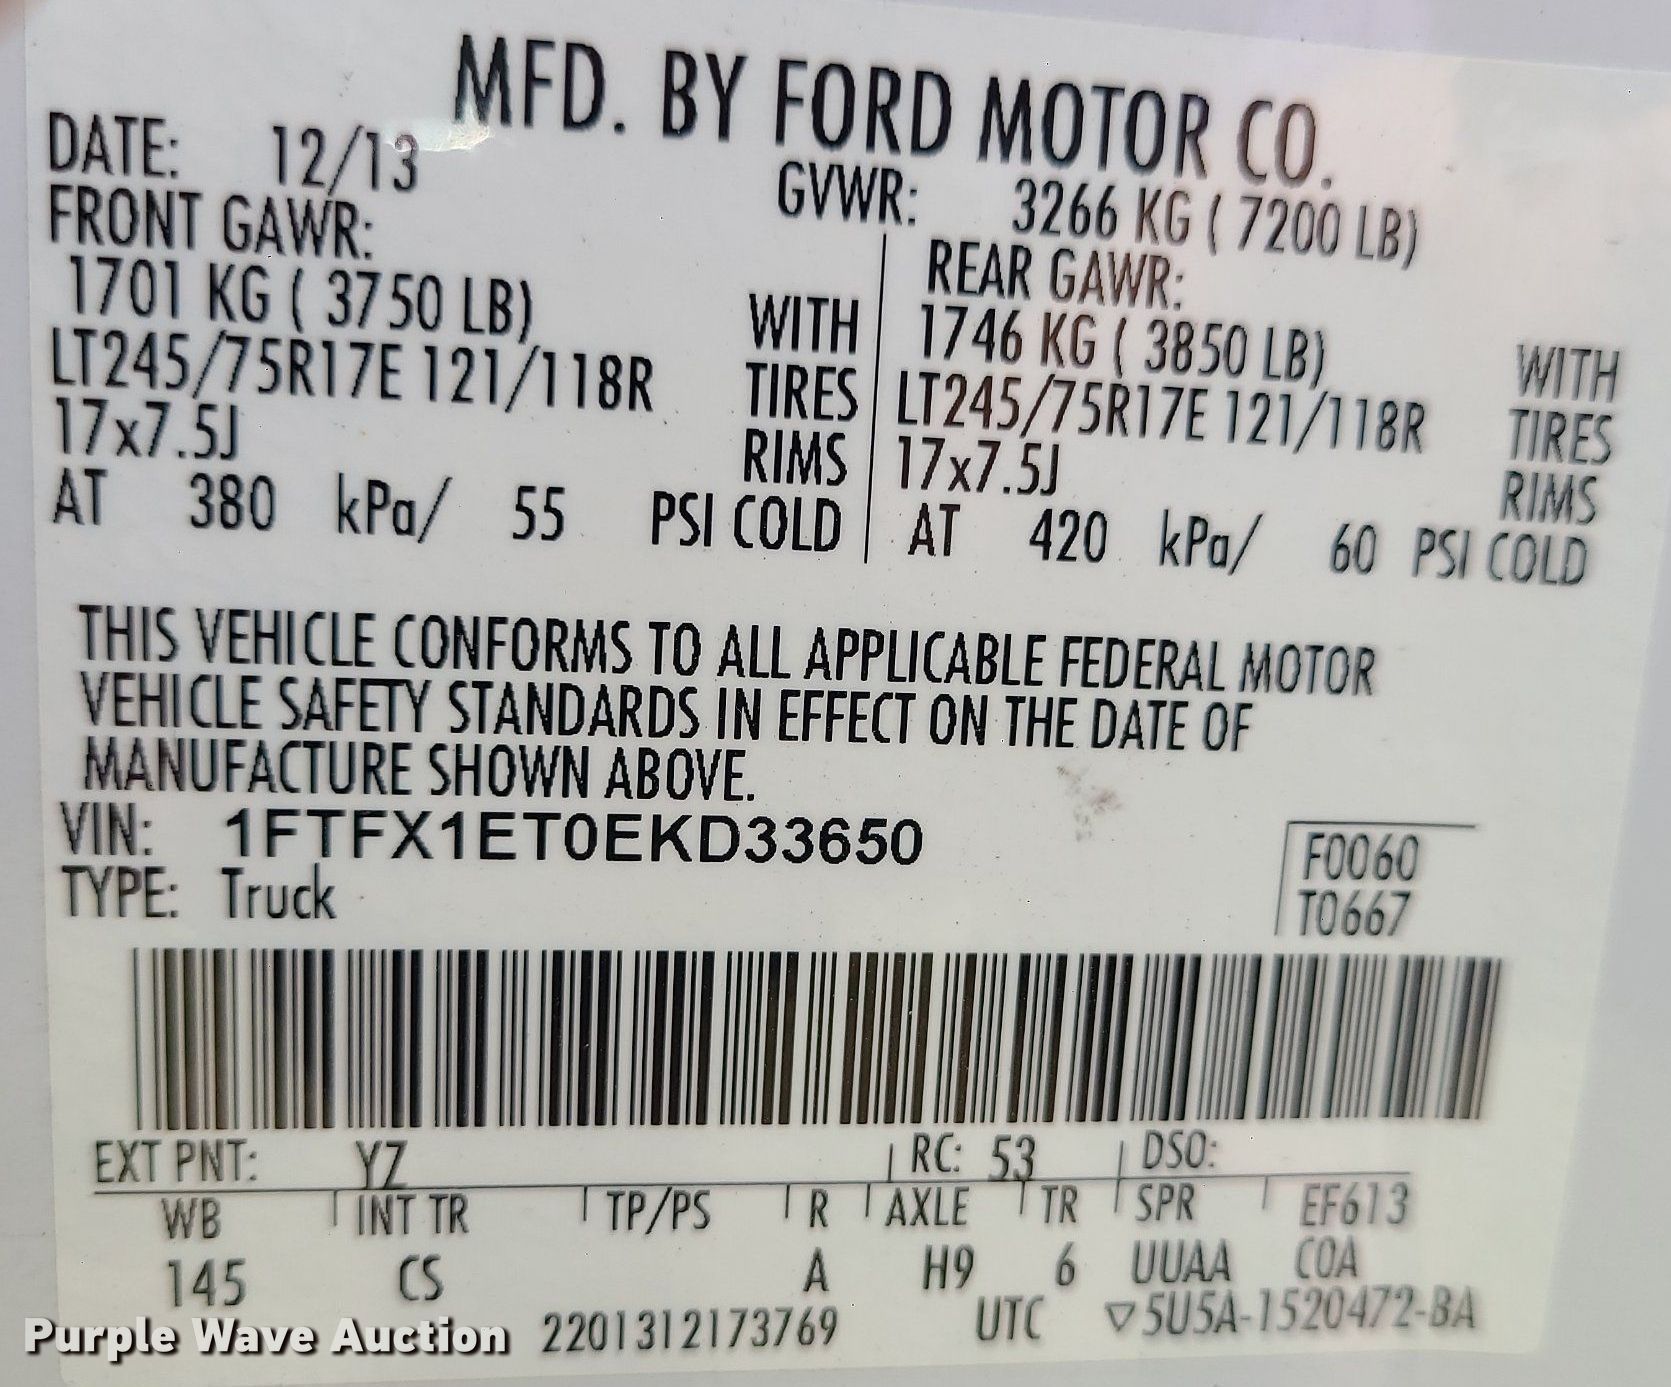 MFD. BY FORD MOTOR CO.
DATE: 12/13 GVWR: 3266 KG ( 7200 LB)
FRONT GAWR: REAR GAWR:
1701 KG ( 3750 LB) WITH 1746 KG ( 3850 LB) WITH
LT245/75R17E 121/118R TIRES LT245/75R17E 121/118R TIRES
17x7.5J RIMS 17x7.5J RIMS
AT 380 kPa/ 55 PSI COLD AT 420 kPa/ 60 PSI COLD
THIS VEHICLE CONFORMS TO ALL APPLICABLE FEDERAL MOTOR
VEHICLE SAFETY STANDARDS IN EFFECT ON THE DATE OF
MANUFACTURE SHOWN ABOVE.
VIN: 1FTFX1ET0EKD33650 F0060
TYPE: Truck T0667
EXT PNT: YZ RC: 53 DSO:
WB INT TR TP/PS R AXLE TR SPR EF613
145 CS A H9 6 UUAA C0A
Purple Wave Auction 2201312173769 UTC ▽5U5A-1520472-BA